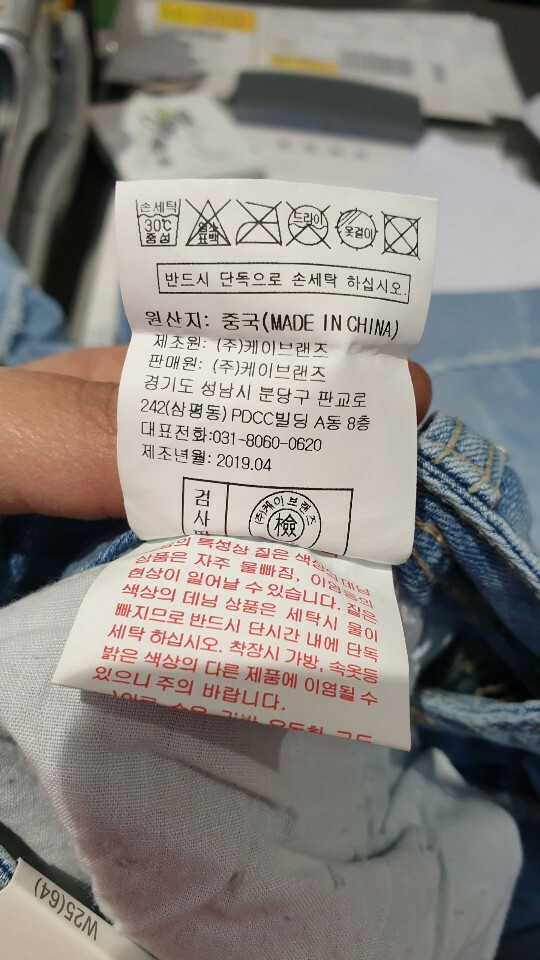 손세탁
30℃
중성
염소
표백
드라이
옷걸이
반드시 단독으로 손세탁 하십시오.
원산지: 중국(MADE IN CHINA)
제조원: (주)케이브랜즈
판매원: (주)케이브랜즈
경기도 성남시 분당구 판교로
242(삼평동) PDCC빌딩 A동 8층
대표전화:031-8060-0620
제조년월: 2019.04
검사
(주)케이브랜즈
檢
특성상 짙은 색상의 데님
상품은 자주 물빠짐, 이염등의
현상이 일어날 수 있습니다. 짙은
색상의 데님 상품은 세탁시 물이
빠지므로 반드시 단시간 내에 단독
세탁 하십시오. 착장시 가방, 속옷등
밝은 색상의 다른 제품에 이염될 수
있으니 주의 바랍니다.
W25(64)